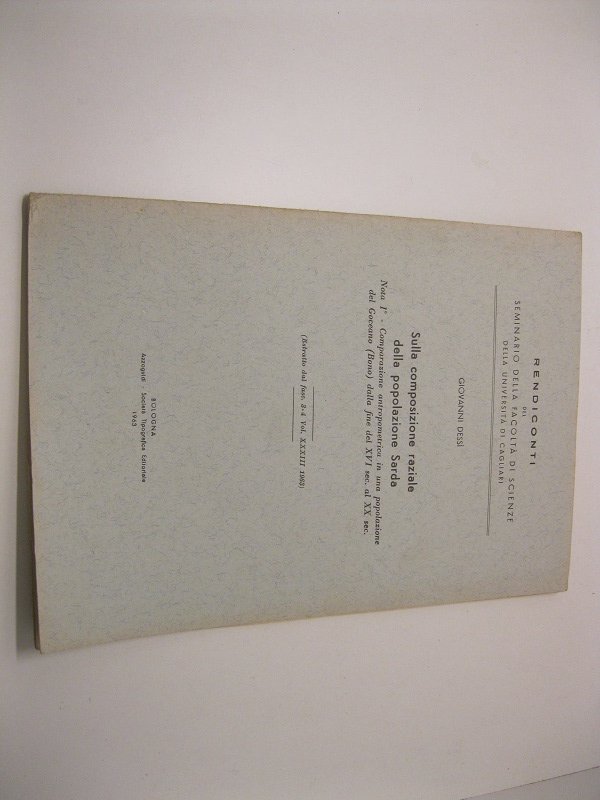 RENDICONTI
DEL
SEMINARIO DELLA FACOLTÀ DI SCIENZE
DELLA UNIVERSITÀ DI CAGLIARI
GIOVANNI DESSÌ
Sulla composizione raziale
della popolazione Sarda
Nota I° - Comparazione antropometrica in una popolazione
del Goceano (Bono) dalla fine del XVI sec. al XX sec.
(Estratto dal fasc. 3-4 Vol. XXXIII 1963)
BOLOGNA
Azzoguidi - Società Tipografica Editoriale
1963